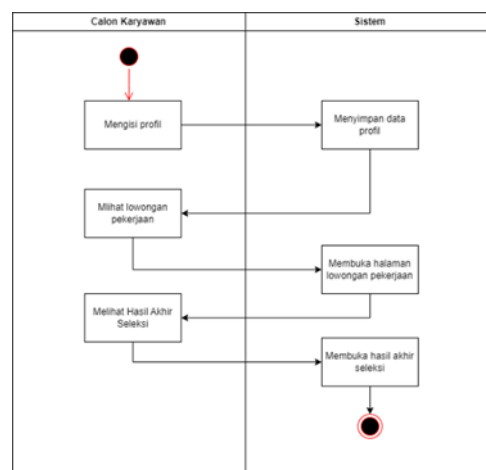 Calon Karyawan
Sistem
Mengisi profil
Menyimpan data
profil
Mlihat lowongan
pekerjaan
Membuka halaman
lowongan pekerjaan
Melihat Hasil Akhir
Seleksi
Membuka hasil akhir
seleksi